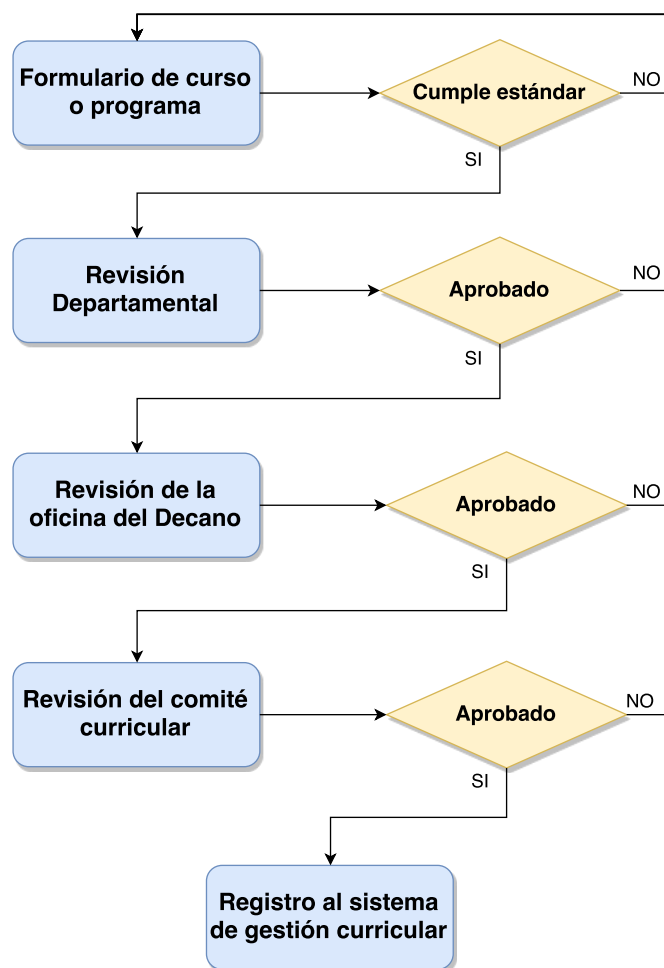 Formulario de curso
o programa
Cumple estándar
NO
SI
Revisión
Departamental
Aprobado
NO
SI
Revisión de la
oficina del Decano
Aprobado
NO
SI
Revisión del comité
curricular
Aprobado
NO
SI
Registro al sistema
de gestión curricular